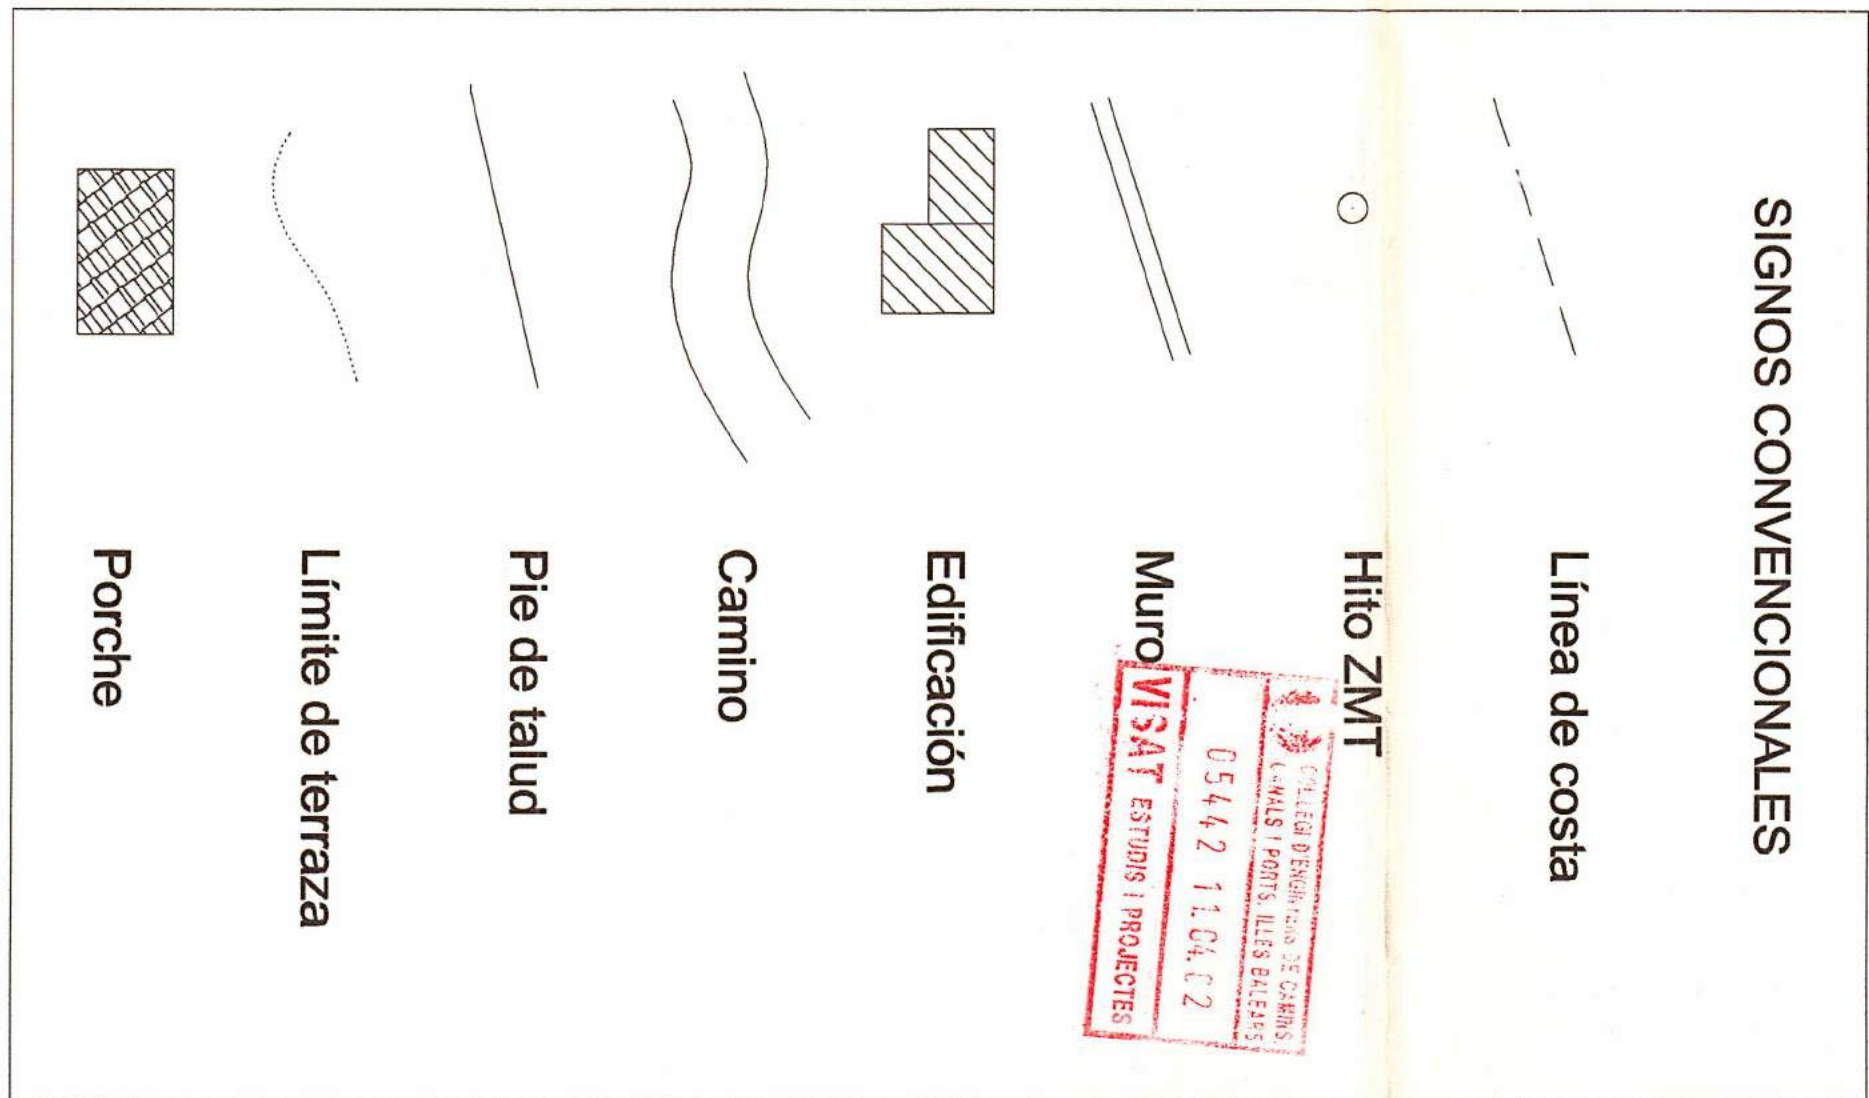 SIGNOS CONVENCIONALES
Línea de costa
Hito ZMT
Muro
Edificación
Camino
Pie de talud
Límite de terraza
Porche
COL·LEGI D'ENGINYERS DE CAMINS,
CANALS I PORTS. ILLES BALEARS
05442 11.04.02
VISAT ESTUDIS I PROJECTES